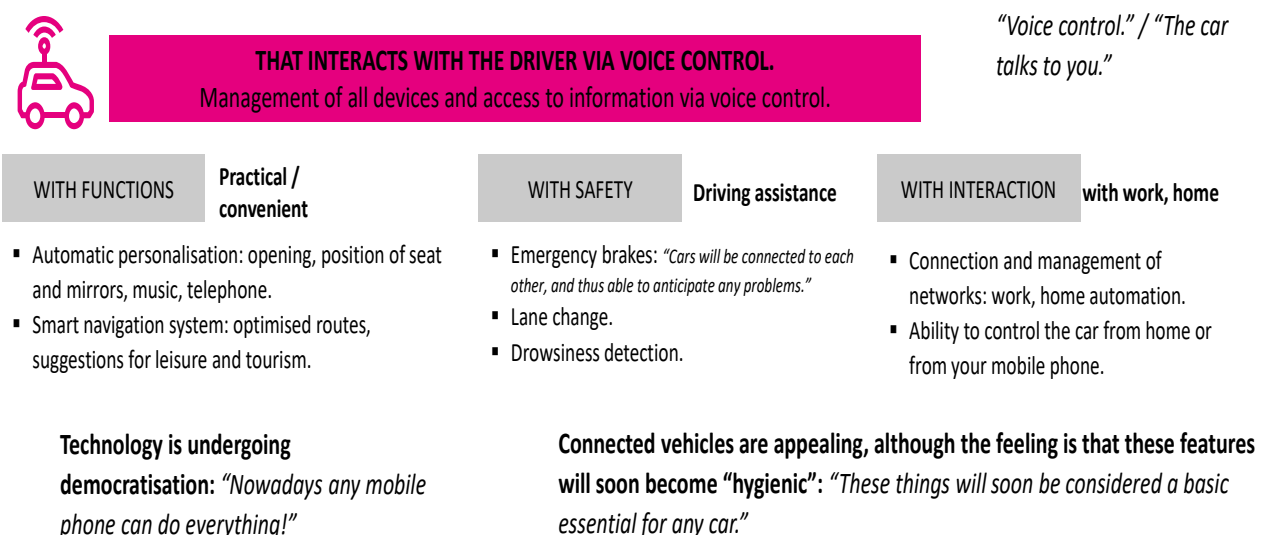 “Voice control.” / “The car
talks to you.”
THAT INTERACTS WITH THE DRIVER VIA VOICE CONTROL.
Management of all devices and access to information via voice control.
WITH FUNCTIONS
Practical /
convenient
▪ Automatic personalisation: opening, position of seat
and mirrors, music, telephone.
▪ Smart navigation system: optimised routes,
suggestions for leisure and tourism.
WITH SAFETY
Driving assistance
▪ Emergency brakes: “Cars will be connected to each
other, and thus able to anticipate any problems.”
▪ Lane change.
▪ Drowsiness detection.
WITH INTERACTION
with work, home
▪ Connection and management of
networks: work, home automation.
▪ Ability to control the car from home or
from your mobile phone.
Technology is undergoing
democratisation: “Nowadays any mobile
phone can do everything!”
Connected vehicles are appealing, although the feeling is that these features
will soon become “hygienic”: “These things will soon be considered a basic
essential for any car.”